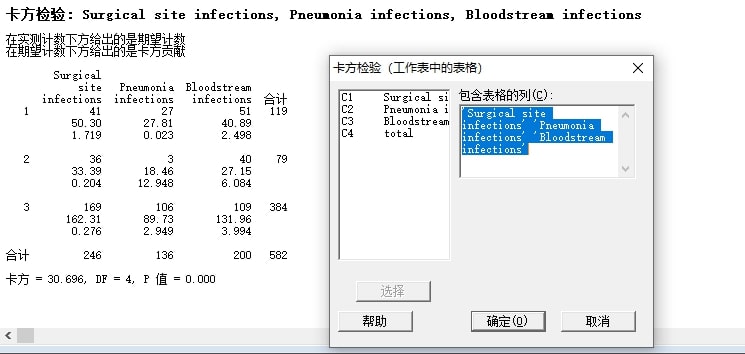 卡方检验: Surgical site infections, Pneumonia infections, Bloodstream infections
在实测计数下方给出的是期望计数
在期望计数下方给出的是卡方贡献
Surgical
site Pneumonia Bloodstream
infections infections infections 合计
1 41 27 51 119
50.30 27.81 40.89
1.719 0.023 2.498
2 36 3 40 79
33.39 18.46 27.15
0.204 12.948 6.084
3 169 106 109 384
162.31 89.73 131.96
0.276 2.949 3.994
合计 246 136 200 582
卡方 = 30.696, DF = 4, P 值 = 0.000
卡方检验（工作表中的表格）
C1 Surgical si
C2 Pneumonia i
C3 Bloodstream
C4 total
包含表格的列(C):
'Surgical site
infections' 'Pneumonia
infections' 'Bloodstream
infections'
选择
帮助
确定(O)
取消